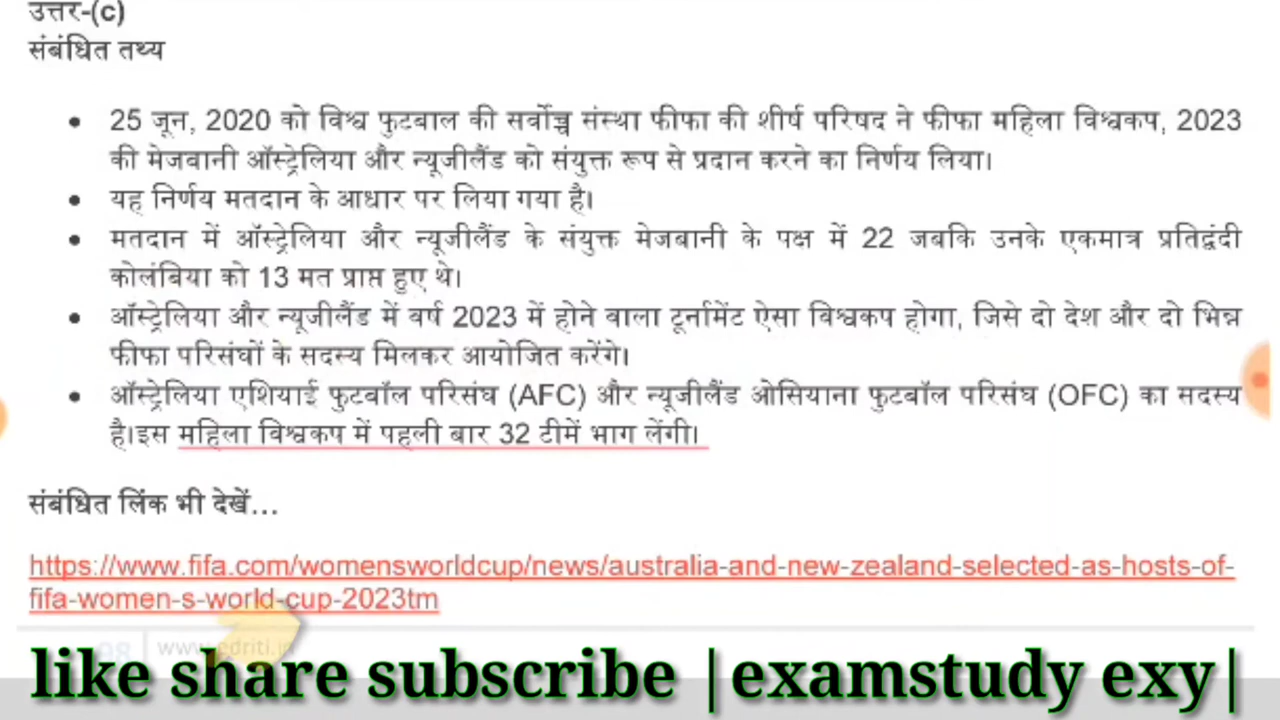 उत्तर-(c)
संबंधित तथ्य
• 25 जून, 2020 को विश्व फुटबाल की सर्वोच्च संस्था फीफा की शीर्ष परिषद ने फीफा महिला विश्वकप, 2023
की मेजबानी ऑस्ट्रेलिया और न्यूजीलैंड को संयुक्त रूप से प्रदान करने का निर्णय लिया।
• यह निर्णय मतदान के आधार पर लिया गया है।
• मतदान में ऑस्ट्रेलिया और न्यूजीलैंड के संयुक्त मेजबानी के पक्ष में 22 जबकि उनके एकमात्र प्रतिद्वंदी
कोलंबिया को 13 मत प्राप्त हुए थे।
• ऑस्ट्रेलिया और न्यूजीलैंड में वर्ष 2023 में होने वाला टूर्नामेंट ऐसा विश्वकप होगा, जिसे दो देश और दो भिन्न
फीफा परिसंघों के सदस्य मिलकर आयोजित करेंगे।
• ऑस्ट्रेलिया एशियाई फुटबॉल परिसंघ (AFC) और न्यूजीलैंड ओसियाना फुटबॉल परिसंघ (OFC) का सदस्य
है।इस महिला विश्वकप में पहली बार 32 टीमें भाग लेंगी।
संबंधित लिंक भी देखें...
https://www.fifa.com/womensworldcup/news/australia-and-new-zealand-selected-as-hosts-of-
fifa-women-s-world-cup-2023tm
98
like share subscribe |examstudy exy|